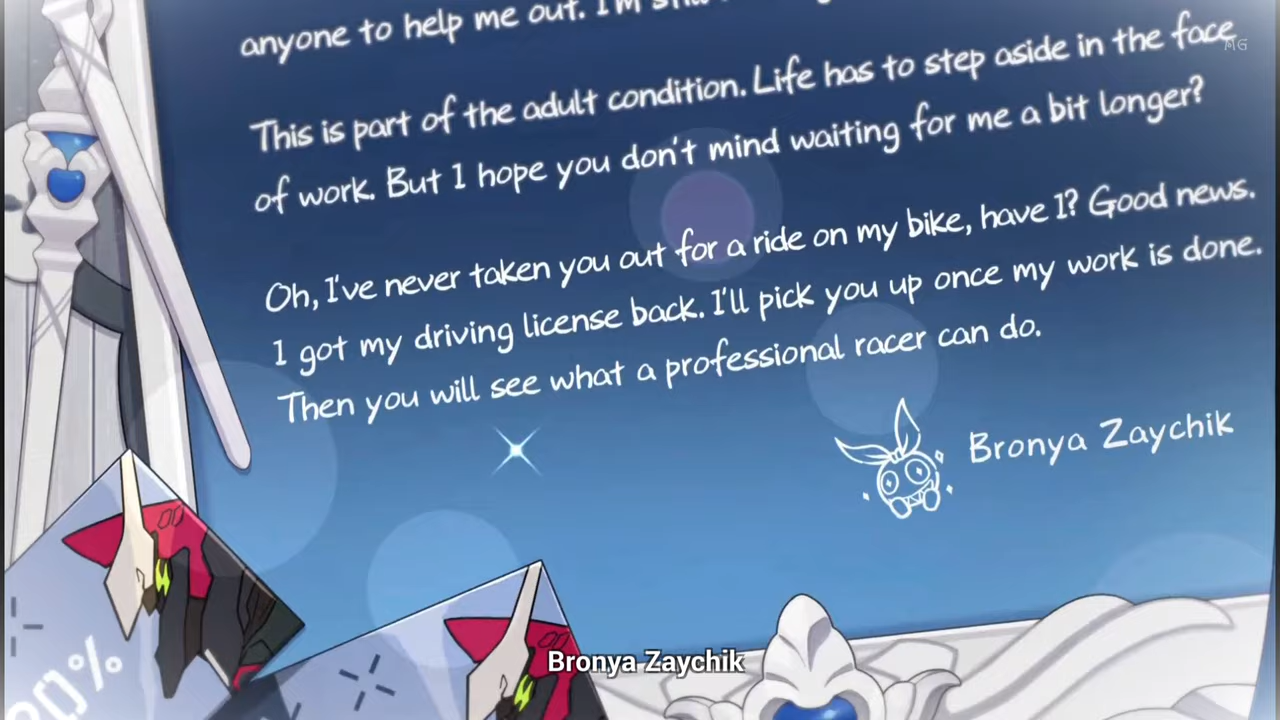 anyone to help me out. I'm still
This is part of the adult condition. Life has to step aside in the face
of work. But I hope you don't mind waiting for me a bit longer?
Oh, I've never taken you out for a ride on my bike, have I? Good news.
I got my driving license back. I'll pick you up once my work is done.
Then you will see what a professional racer can do.
Bronya Zaychik
Bronya Zaychik
MG